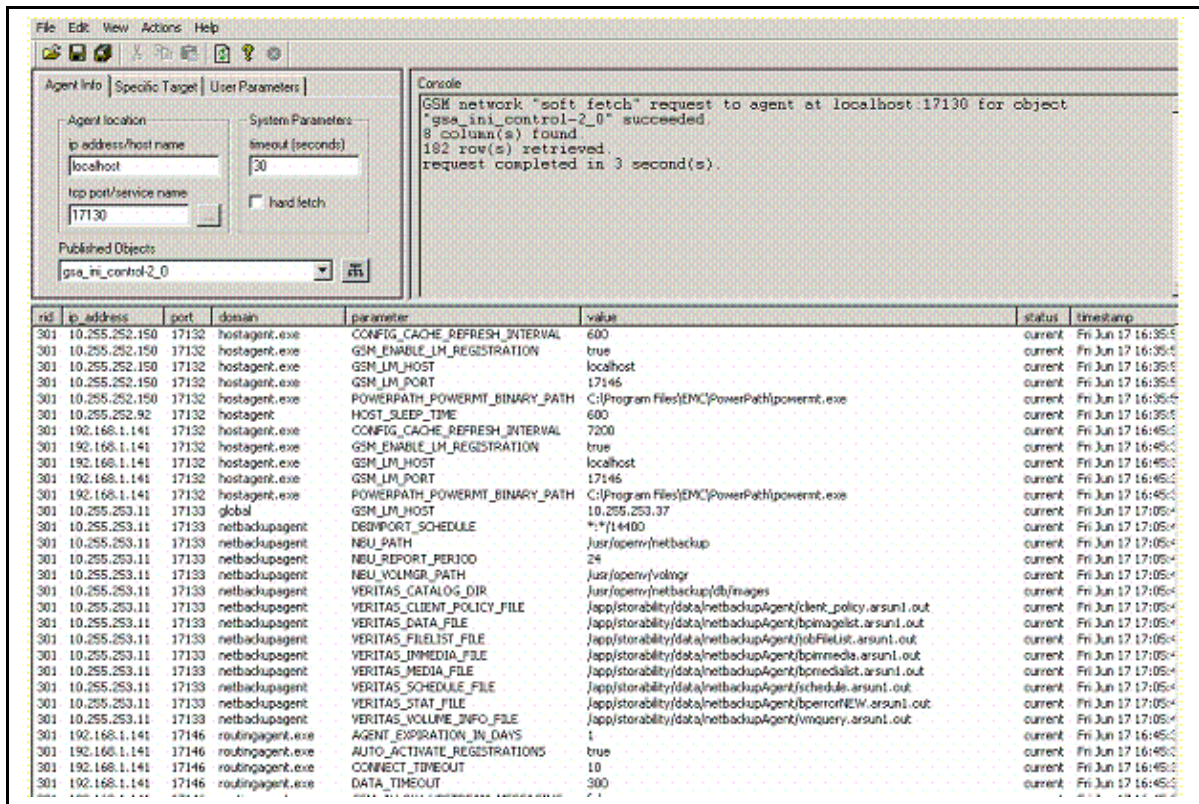 File Edit View Actions Help
Agent Info Specific Target User Parameters
Agent location
ip address/host name
localhost
tcp port/service name
17130
...
System Parameters
timeout (seconds)
30
hard fetch
Published Objects
gsa_ini_control-2_0
Console
GSM network "soft fetch" request to agent at localhost:17130 for object
"gsa_ini_control-2_0" succeeded.
8 column(s) found.
182 row(s) retrieved.
request completed in 3 second(s).
rid ip_address port domain parameter value status timestamp
301 10.255.252.150 17132 hostagent.exe CONFIG_CACHE_REFRESH_INTERVAL 600 current Fri Jun 17 16:35:
301 10.255.252.150 17132 hostagent.exe GSM_ENABLE_LM_REGISTRATION true current Fri Jun 17 16:35:
301 10.255.252.150 17132 hostagent.exe GSM_LM_HOST localhost current Fri Jun 17 16:35:
301 10.255.252.150 17132 hostagent.exe GSM_LM_PORT 17146 current Fri Jun 17 16:35:
301 10.255.252.150 17132 hostagent.exe POWERPATH_POWERMT_BINARY_PATH C:\Program Files\EMC\PowerPath\powermt.exe current Fri Jun 17 16:35:
301 10.255.252.92 17132 hostagent HOST_SLEEP_TIME 600 current Fri Jun 17 16:35:
301 192.168.1.141 17132 hostagent.exe CONFIG_CACHE_REFRESH_INTERVAL 7200 current Fri Jun 17 16:45:
301 192.168.1.141 17132 hostagent.exe GSM_ENABLE_LM_REGISTRATION true current Fri Jun 17 16:45:
301 192.168.1.141 17132 hostagent.exe GSM_LM_HOST localhost current Fri Jun 17 16:45:
301 192.168.1.141 17132 hostagent.exe GSM_LM_PORT 17146 current Fri Jun 17 16:45:
301 192.168.1.141 17132 hostagent.exe POWERPATH_POWERMT_BINARY_PATH C:\Program Files\EMC\PowerPath\powermt.exe current Fri Jun 17 16:45:
301 10.255.253.11 17133 global GSM_LM_HOST 10.255.253.37 current Fri Jun 17 17:05:
301 10.255.253.11 17133 netbackupagent DBIMPORT_SCHEDULE *:*/14400 current Fri Jun 17 17:05:
301 10.255.253.11 17133 netbackupagent NBU_PATH /usr/openv/netbackup current Fri Jun 17 17:05:
301 10.255.253.11 17133 netbackupagent NBU_REPORT_PERIOD 24 current Fri Jun 17 17:05:
301 10.255.253.11 17133 netbackupagent NBU_VOLMGR_PATH /usr/openv/volmgr current Fri Jun 17 17:05:
301 10.255.253.11 17133 netbackupagent VERITAS_CATALOG_DIR /usr/openv/netbackup/db/images current Fri Jun 17 17:05:
301 10.255.253.11 17133 netbackupagent VERITAS_CLIENT_POLICY_FILE /app/storability/data/netbackupAgent/client_policy.arsun1.out current Fri Jun 17 17:05:
301 10.255.253.11 17133 netbackupagent VERITAS_DATA_FILE /app/storability/data/netbackupAgent/bpimagelist.arsun1.out current Fri Jun 17 17:05:
301 10.255.253.11 17133 netbackupagent VERITAS_FILELIST_FILE /app/storability/data/netbackupAgent/jobFileList.arsun1.out current Fri Jun 17 17:05:
301 10.255.253.11 17133 netbackupagent VERITAS_IMMEDIA_FILE /app/storability/data/netbackupAgent/bpimmedia.arsun1.out current Fri Jun 17 17:05:
301 10.255.253.11 17133 netbackupagent VERITAS_MEDIA_FILE /app/storability/data/netbackupAgent/bpmedialist.arsun1.out current Fri Jun 17 17:05:
301 10.255.253.11 17133 netbackupagent VERITAS_SCHEDULE_FILE /app/storability/data/netbackupAgent/schedule.arsun1.out current Fri Jun 17 17:05:
301 10.255.253.11 17133 netbackupagent VERITAS_STAT_FILE /app/storability/data/netbackupAgent/bperrorNEW.arsun1.out current Fri Jun 17 17:05:
301 10.255.253.11 17133 netbackupagent VERITAS_VOLUME_INFO_FILE /app/storability/data/netbackupAgent/vmquery.arsun1.out current Fri Jun 17 17:05:
301 192.168.1.141 17146 routingagent.exe AGENT_EXPIRATION_IN_DAYS 1 current Fri Jun 17 16:45:
301 192.168.1.141 17146 routingagent.exe AUTO_ACTIVATE_REGISTRATIONS true current Fri Jun 17 16:45:
301 192.168.1.141 17146 routingagent.exe CONNECT_TIMEOUT 10 current Fri Jun 17 16:45:
301 192.168.1.141 17146 routingagent.exe DATA_TIMEOUT 300 current Fri Jun 17 16:45: